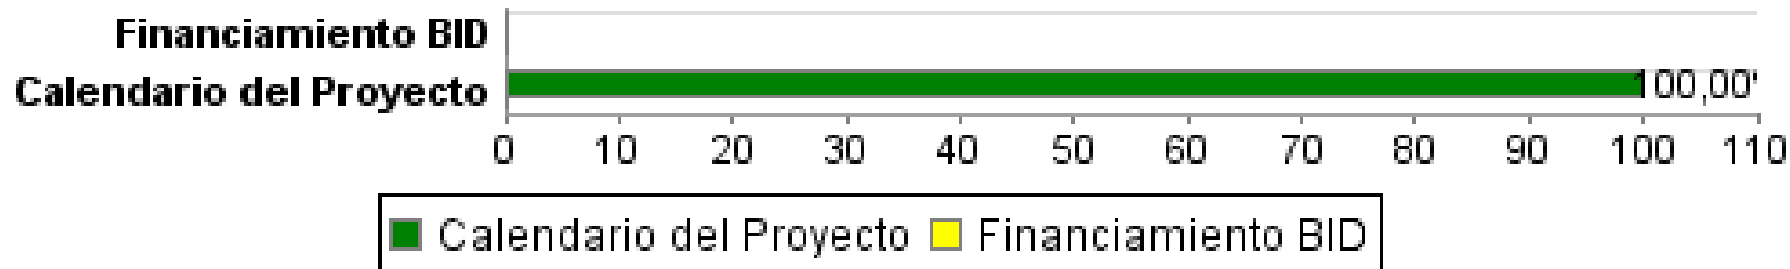 Financiamiento BID
Calendario del Proyecto
100,00'
0 10 20 30 40 50 60 70 80 90 100 110
Calendario del Proyecto Financiamiento BID